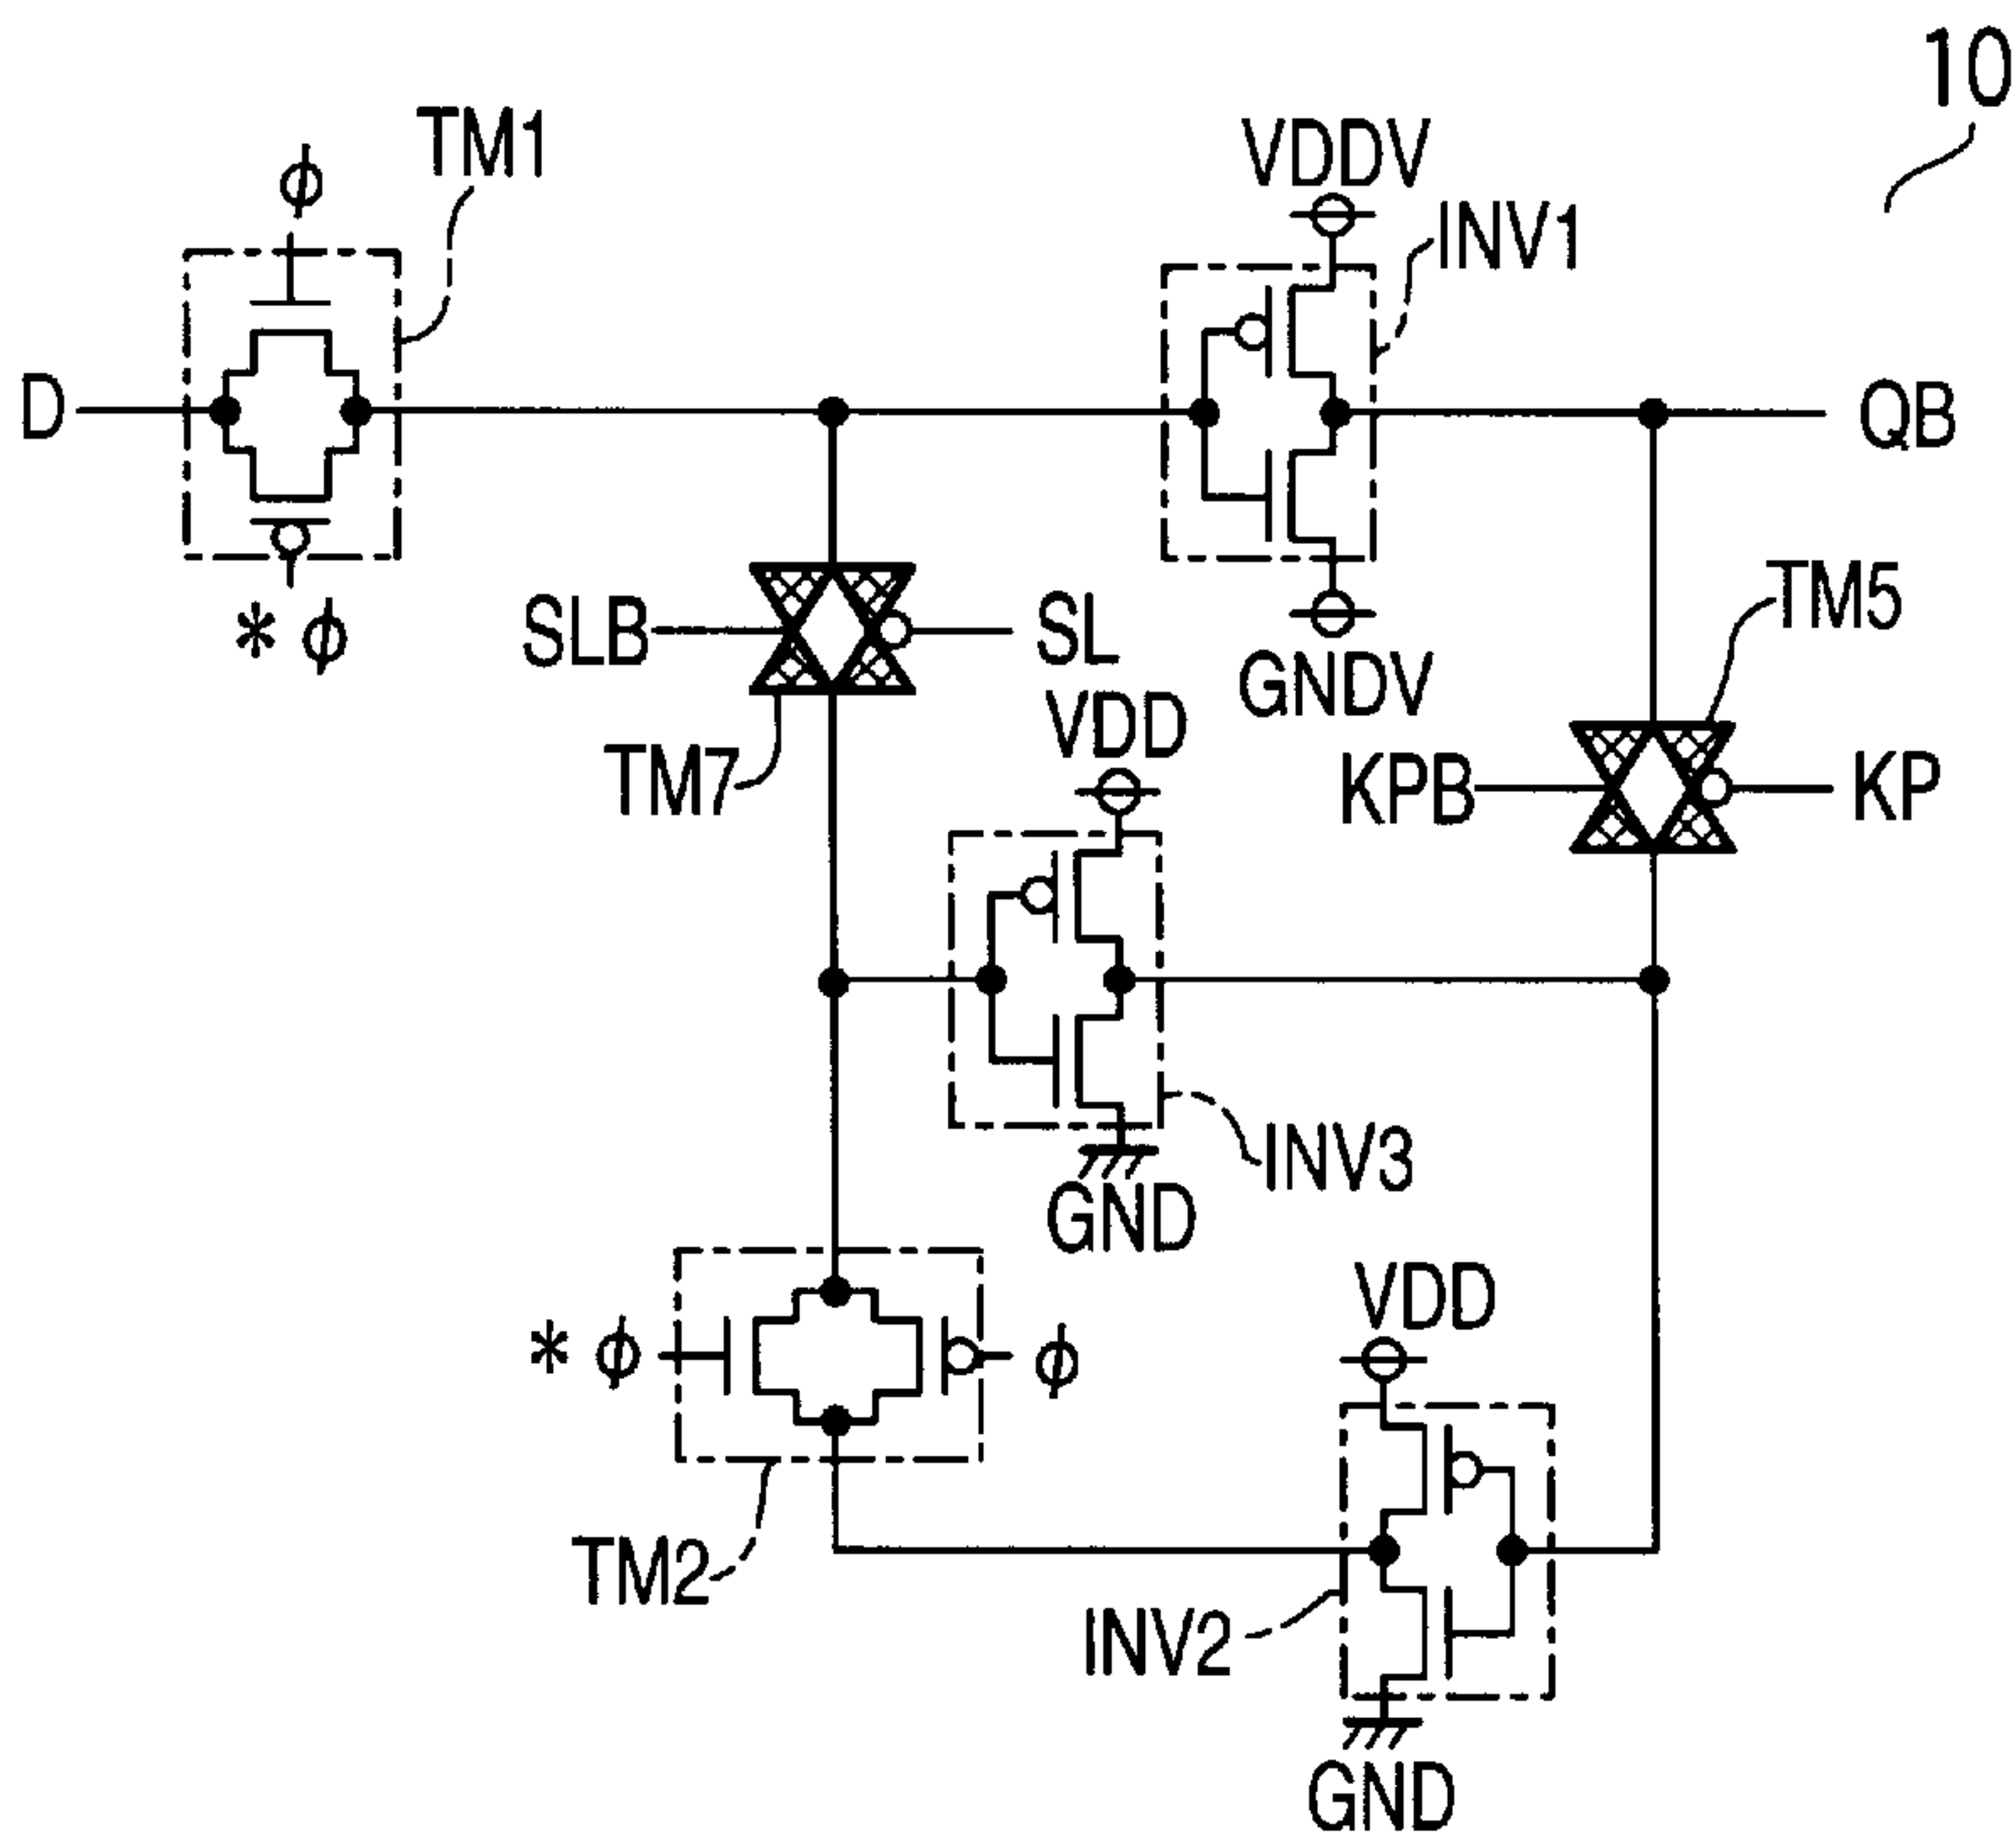 10
TM1
ϕ
VDDV
INV1
D
QB
* ϕ
SLB
SL
TM5
GNDV
VDD
TM7
KPB
KP
INV3
GND
* ϕ
ϕ
VDD
TM2
INV2
GND